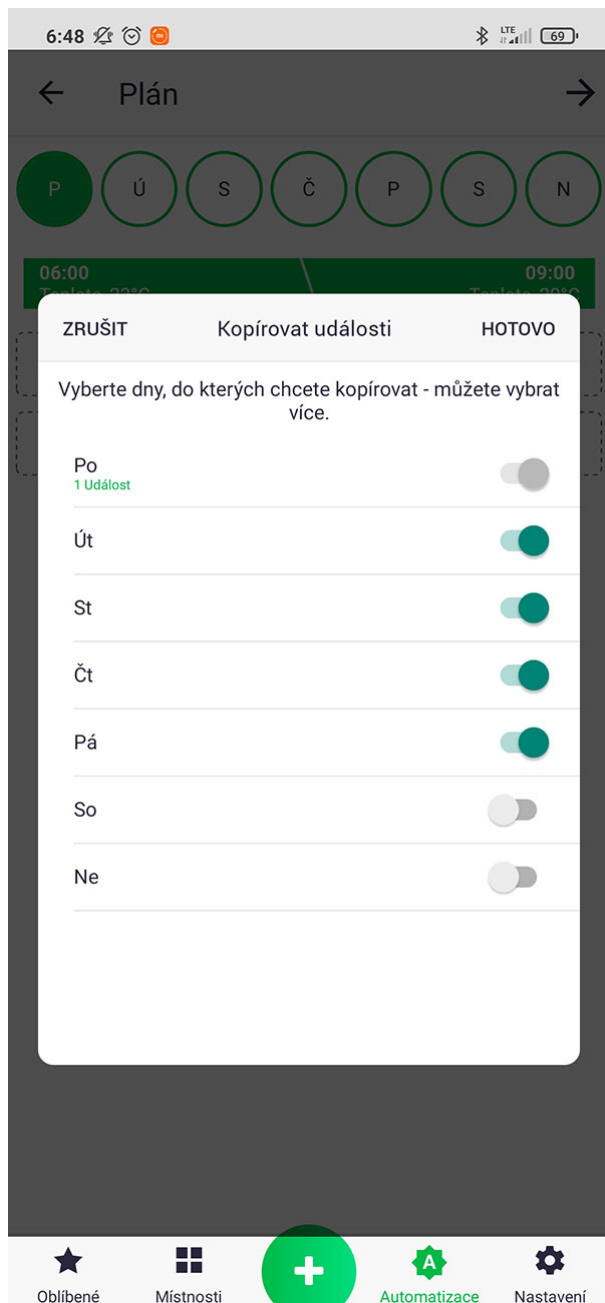 6:48 LTE 69
Plán
P Ú S Č P S N
06:00 09:00
ZRUŠIT Kopírovat události HOTOVO
Vyberte dny, do kterých chcete kopírovat - můžete vybrat
více.
Po
1 Událost
Út
St
Čt
Pá
So
Ne
A
Oblíbené Místnosti Automatizace Nastavení